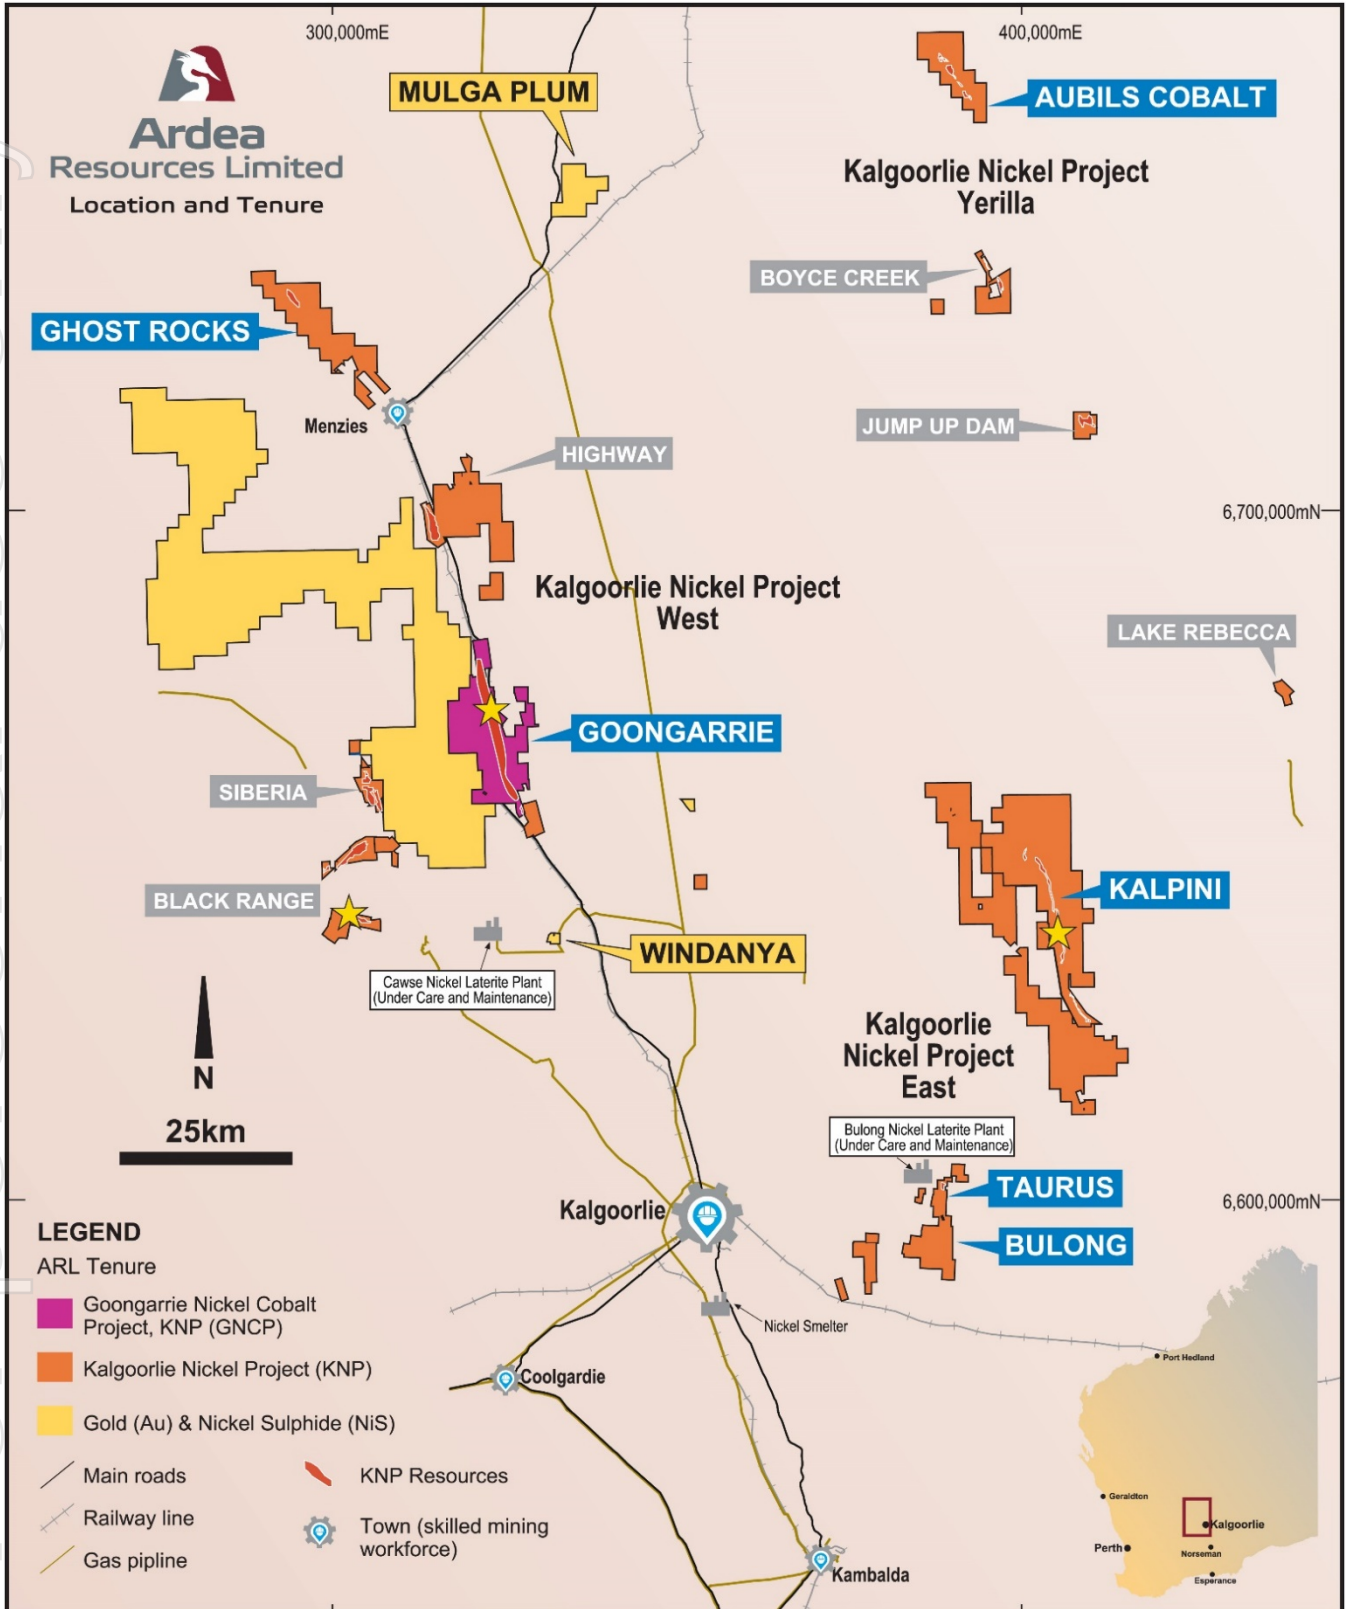 300,000mE
400,000mE
Ardea
Resources Limited
Location and Tenure
MULGA PLUM
AUBILS COBALT
Kalgoorlie Nickel Project
Yerilla
BOYCE CREEK
GHOST ROCKS
Menzies
JUMP UP DAM
HIGHWAY
6,700,000mN
Kalgoorlie Nickel Project
West
LAKE REBECCA
GOONGARRIE
SIBERIA
KALPINI
BLACK RANGE
WINDANYA
Cawse Nickel Laterite Plant
(Under Care and Maintenance)
N
25km
Kalgoorlie
Nickel Project
East
Bulong Nickel Laterite Plant
(Under Care and Maintenance)
TAURUS
6,600,000mN
Kalgoorlie
BULONG
Nickel Smelter
Coolgardie
Kambalda
LEGEND
ARL Tenure
Goongarrie Nickel Cobalt
Project, KNP (GNCP)
Kalgoorlie Nickel Project (KNP)
Gold (Au) & Nickel Sulphide (NiS)
Main roads
Railway line
Gas pipline
KNP Resources
Town (skilled mining
workforce)
Port Hedland
Geraldton
Kalgoorlie
Perth
Norseman
Esperance